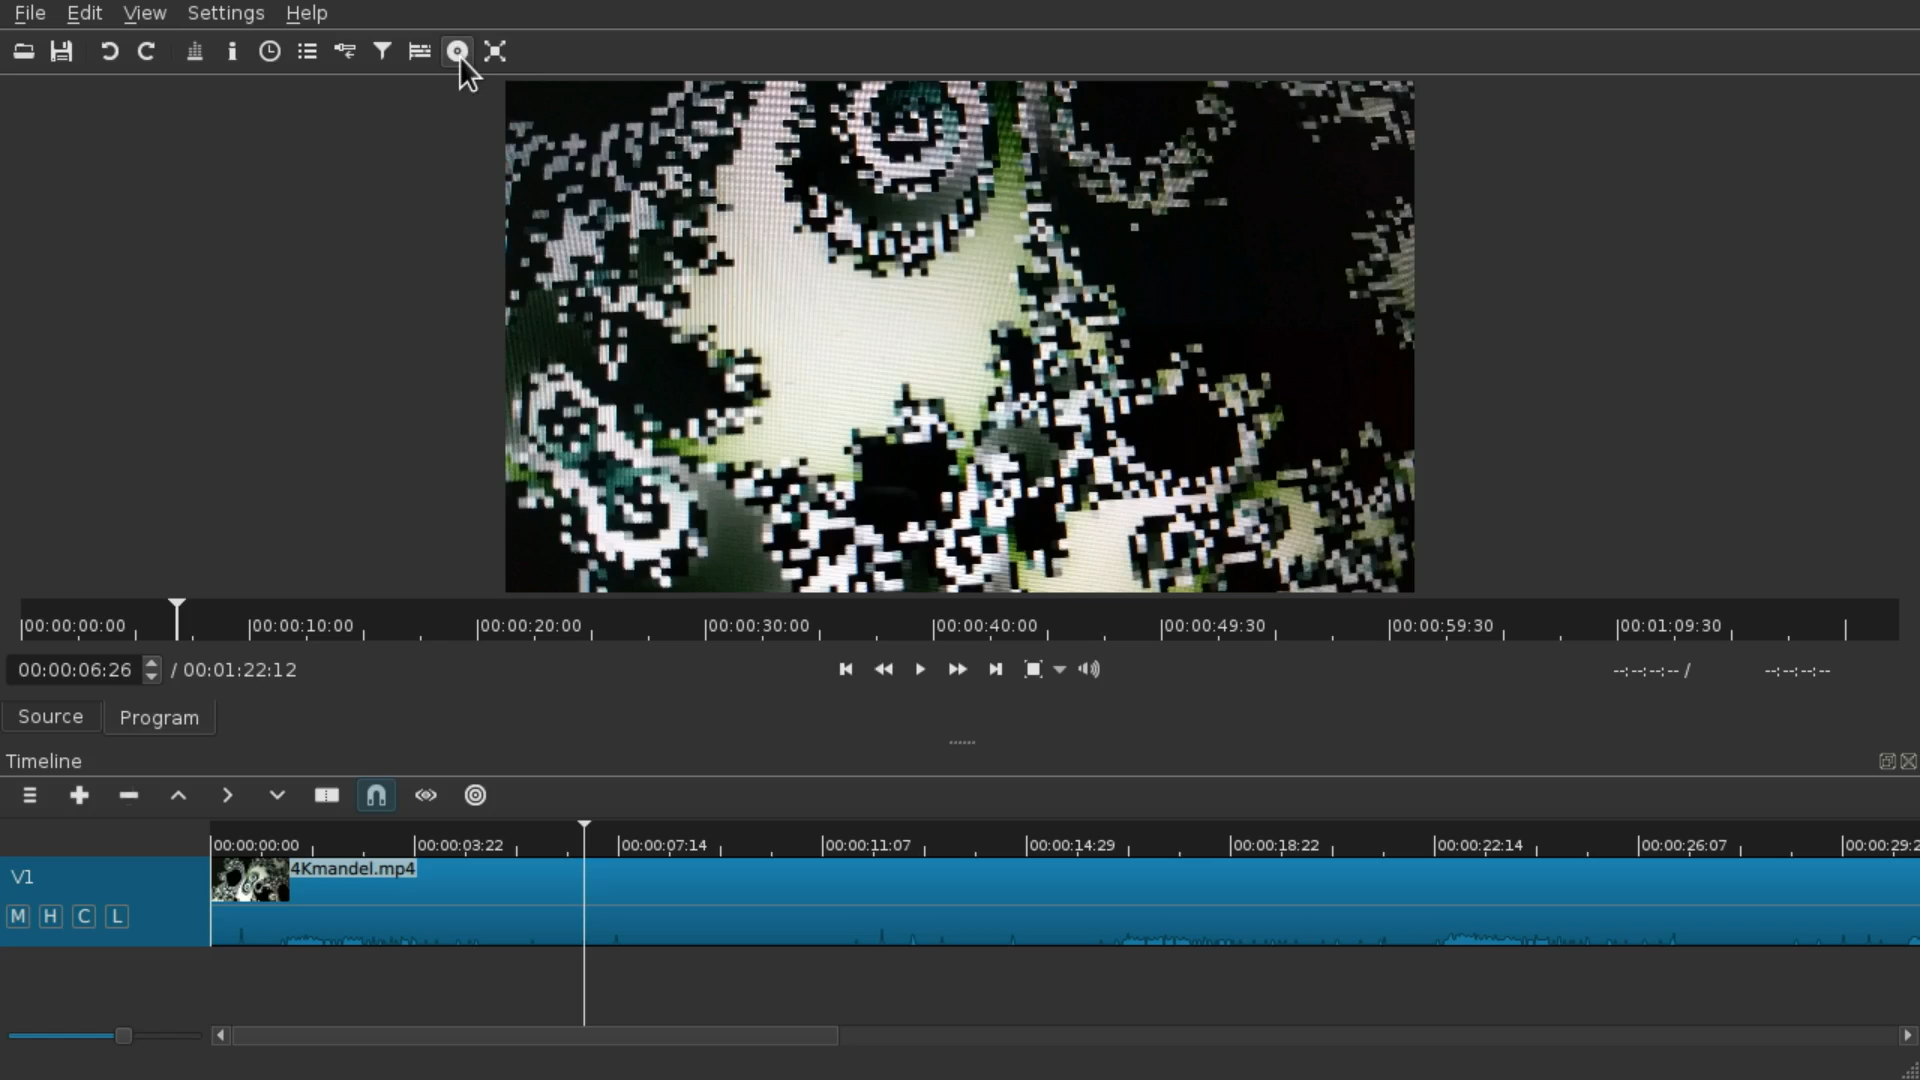 File Edit View Settings Help
00:00:00:00 00:00:10:00 00:00:20:00 00:00:30:00 00:00:40:00 00:00:49:30 00:00:59:30 00:01:09:30
00:00:06:26 / 00:01:22:12 --:--:--:-- / --:--:--:--
Source Program
Timeline
00:00:00:00 00:00:03:22 00:00:07:14 00:00:11:07 00:00:14:29 00:00:18:22 00:00:22:14 00:00:26:07 00:00:29:2
V1 4Kmandel.mp4
M H C L